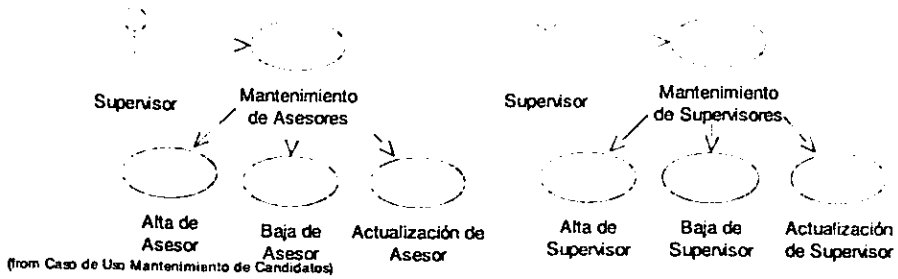 Supervisor
Mantenimiento
de Asesores
Alta de
Asesor
(from Caso de Uso Mantenimiento de Candidatos)
Baja de
Asesor
Actualización de
Asesor
Supervisor
Mantenimiento
de Supervisores
Alta de
Supervisor
Baja de
Supervisor
Actualización
de Supervisor